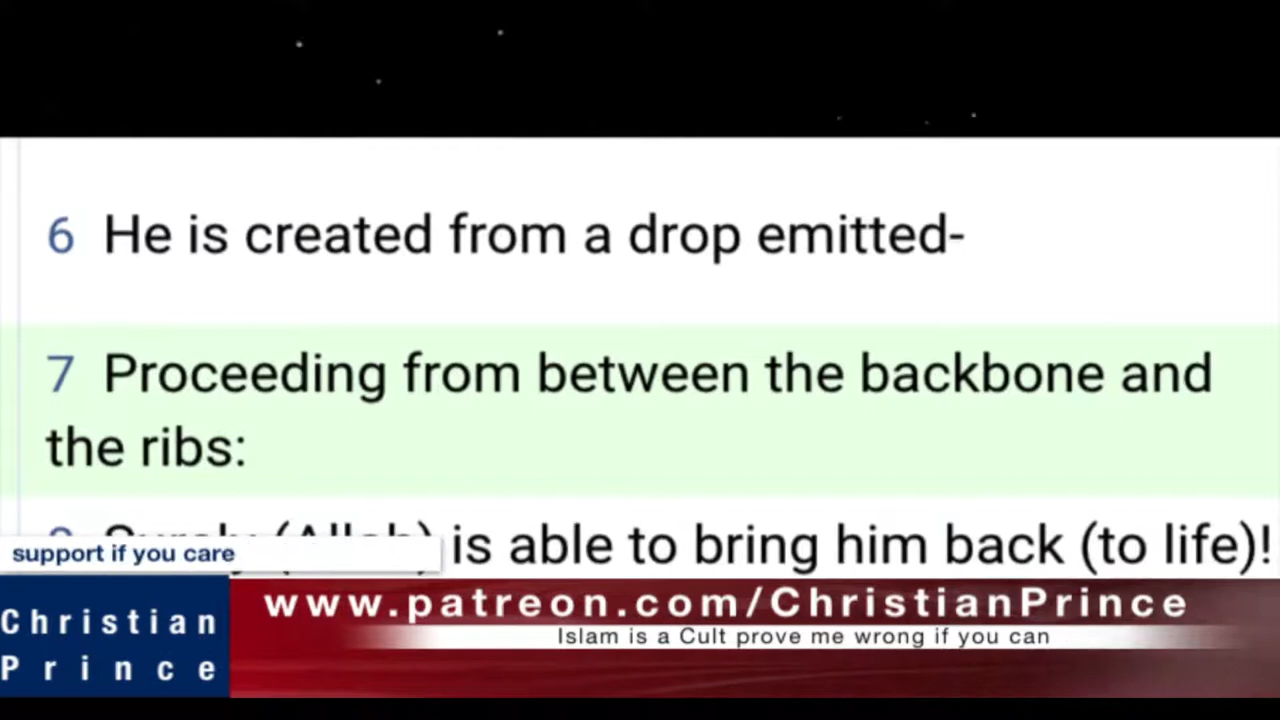 6 He is created from a drop emitted-
7 Proceeding from between the backbone and
the ribs:
is able to bring him back (to life)!
support if you care
Christian
Prince
www.patreon.com/ChristianPrince
Islam is a Cult prove me wrong if you can